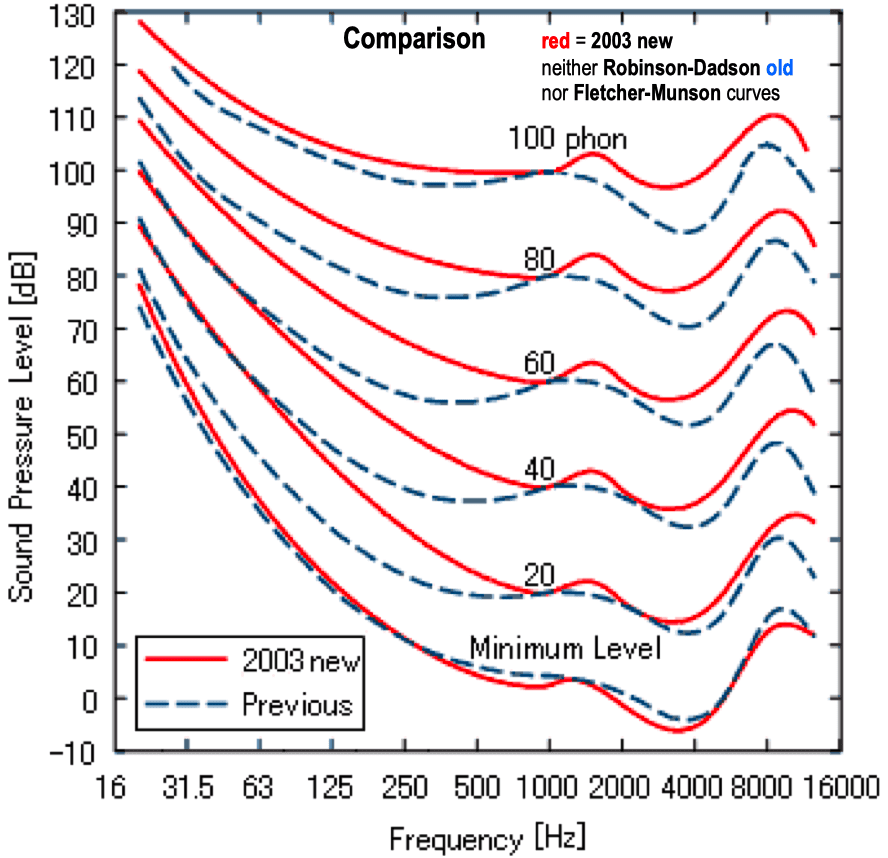 Comparison
red = 2003 new
neither Robinson-Dadson old
nor Fletcher-Munson curves
130
120
110
100
90
80
70
60
50
40
30
20
10
0
-10
Sound Pressure Level [dB]
100 phon
80
60
40
20
Minimum Level
2003 new
Previous
16 31.5 63 125 250 500 1000 2000 4000 8000 16000
Frequency [Hz]